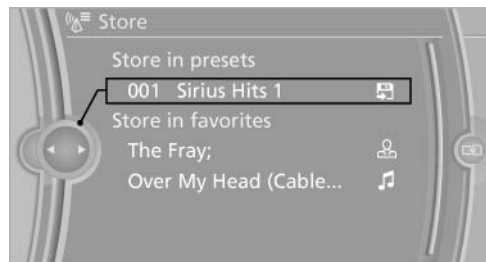 Store
Store in presets
001 Sirius Hits 1
Store in favorites
The Fray;
Over My Head (Cable...